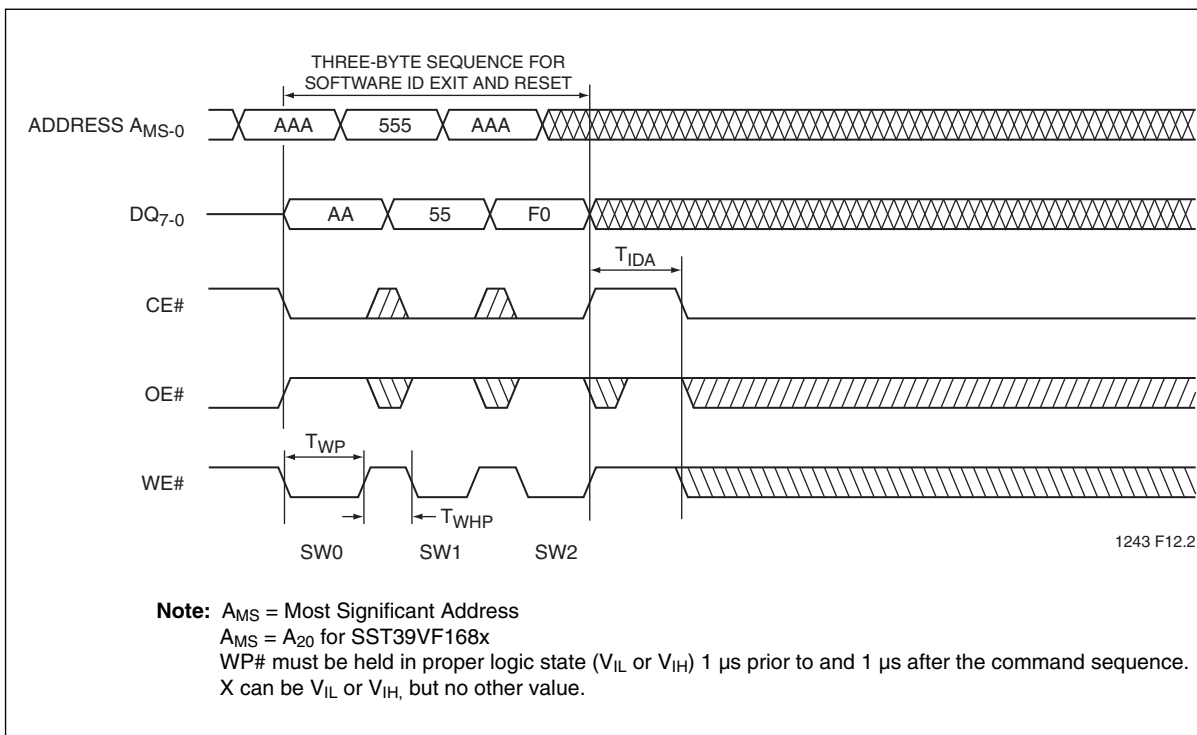 THREE-BYTE SEQUENCE FOR
SOFTWARE ID EXIT AND RESET
ADDRESS AMS-0 AAA 555 AAA
DQ7-0 AA 55 F0
TIDA
CE#
OE#
TWP
WE#
TWHP
SW0 SW1 SW2
1243 F12.2
Note: AMS = Most Significant Address
AMS = A20 for SST39VF168x
WP# must be held in proper logic state (VIL or VIH) 1 µs prior to and 1 µs after the command sequence.
X can be VIL or VIH, but no other value.